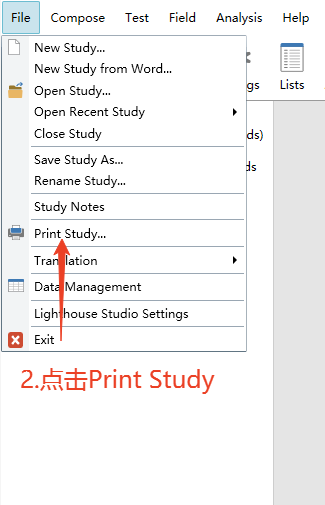 File Compose Test Field Analysis Help
New Study...
New Study from Word...
Open Study...
Open Recent Study
Close Study
Save Study As...
Rename Study...
Study Notes
Print Study...
Translation
Data Management
Lighthouse Studio Settings
Exit
gs Lists
ds)
ds
2.点击Print Study